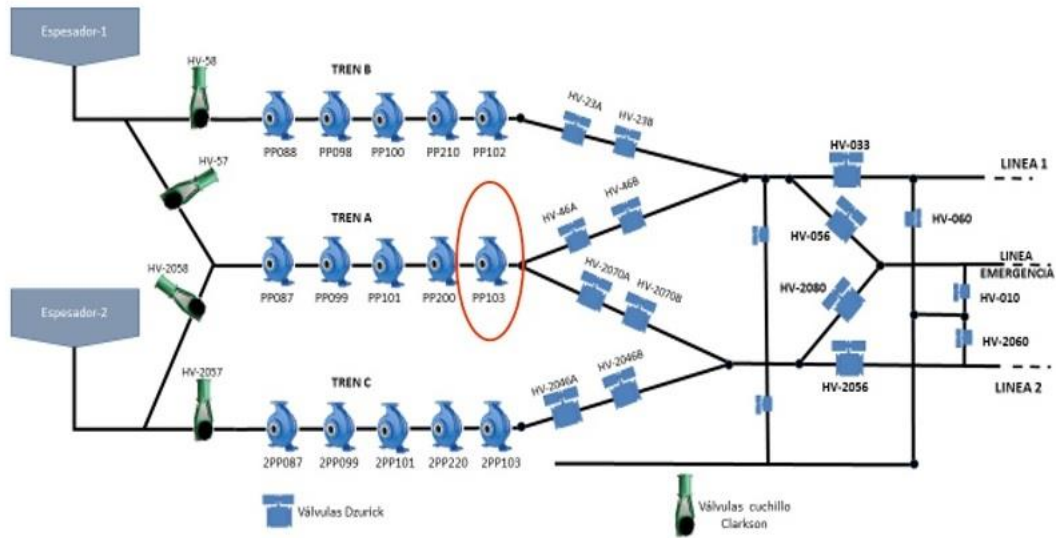 Espesador-1
HV-58
TREN B
PP088 PP098 PP100 PP210 PP102
HV-23A HV-23B
HV-57
HV-033
LINEA 1
TREN A
HV-46A HV-46B
HV-056
HV-060
HV-2058
PP087 PP099 PP101 PP200 PP103
HV-2070A HV-2070B
HV-2080
LINEA
EMERGENCIA
HV-010
Espesador-2
HV-2057
TREN C
HV-2046A HV-2046B
HV-2056
HV-2060
LINEA 2
2PP087 2PP099 2PP101 2PP220 2PP103
Válvulas Dzurick
Válvulas cuchillo
Clarkson